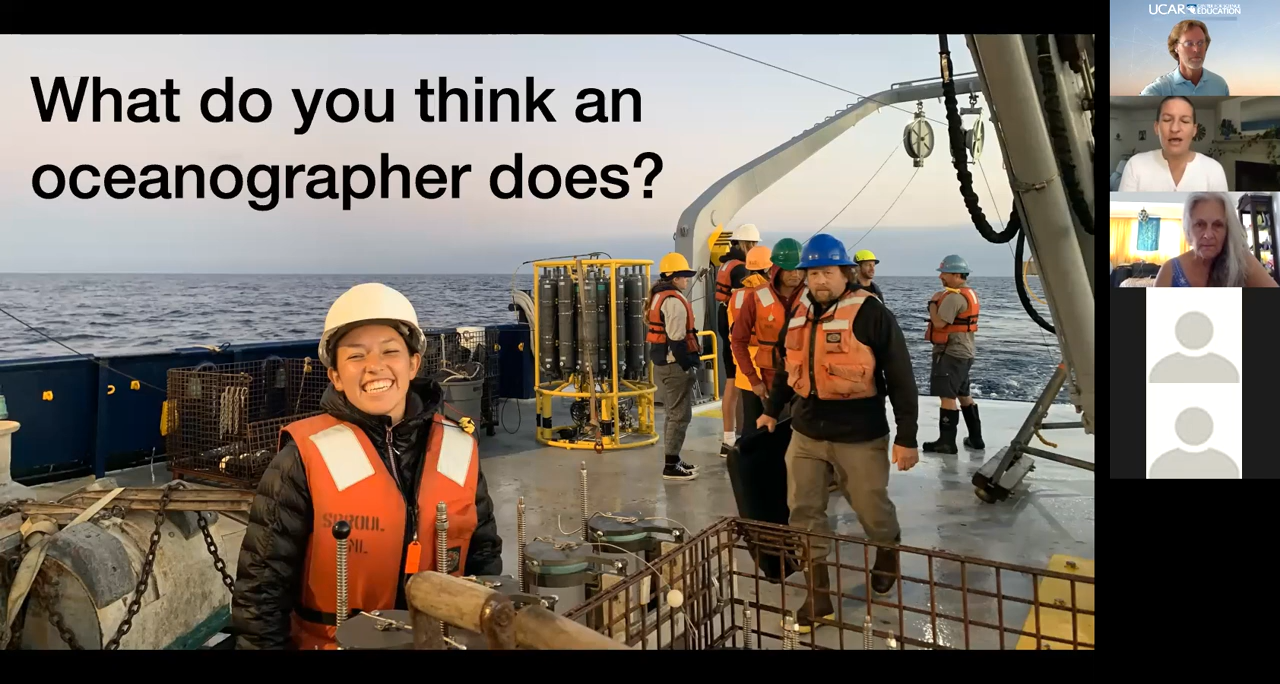 What do you think an
oceanographer does?
SPROUL
UCAR
EDUCATION